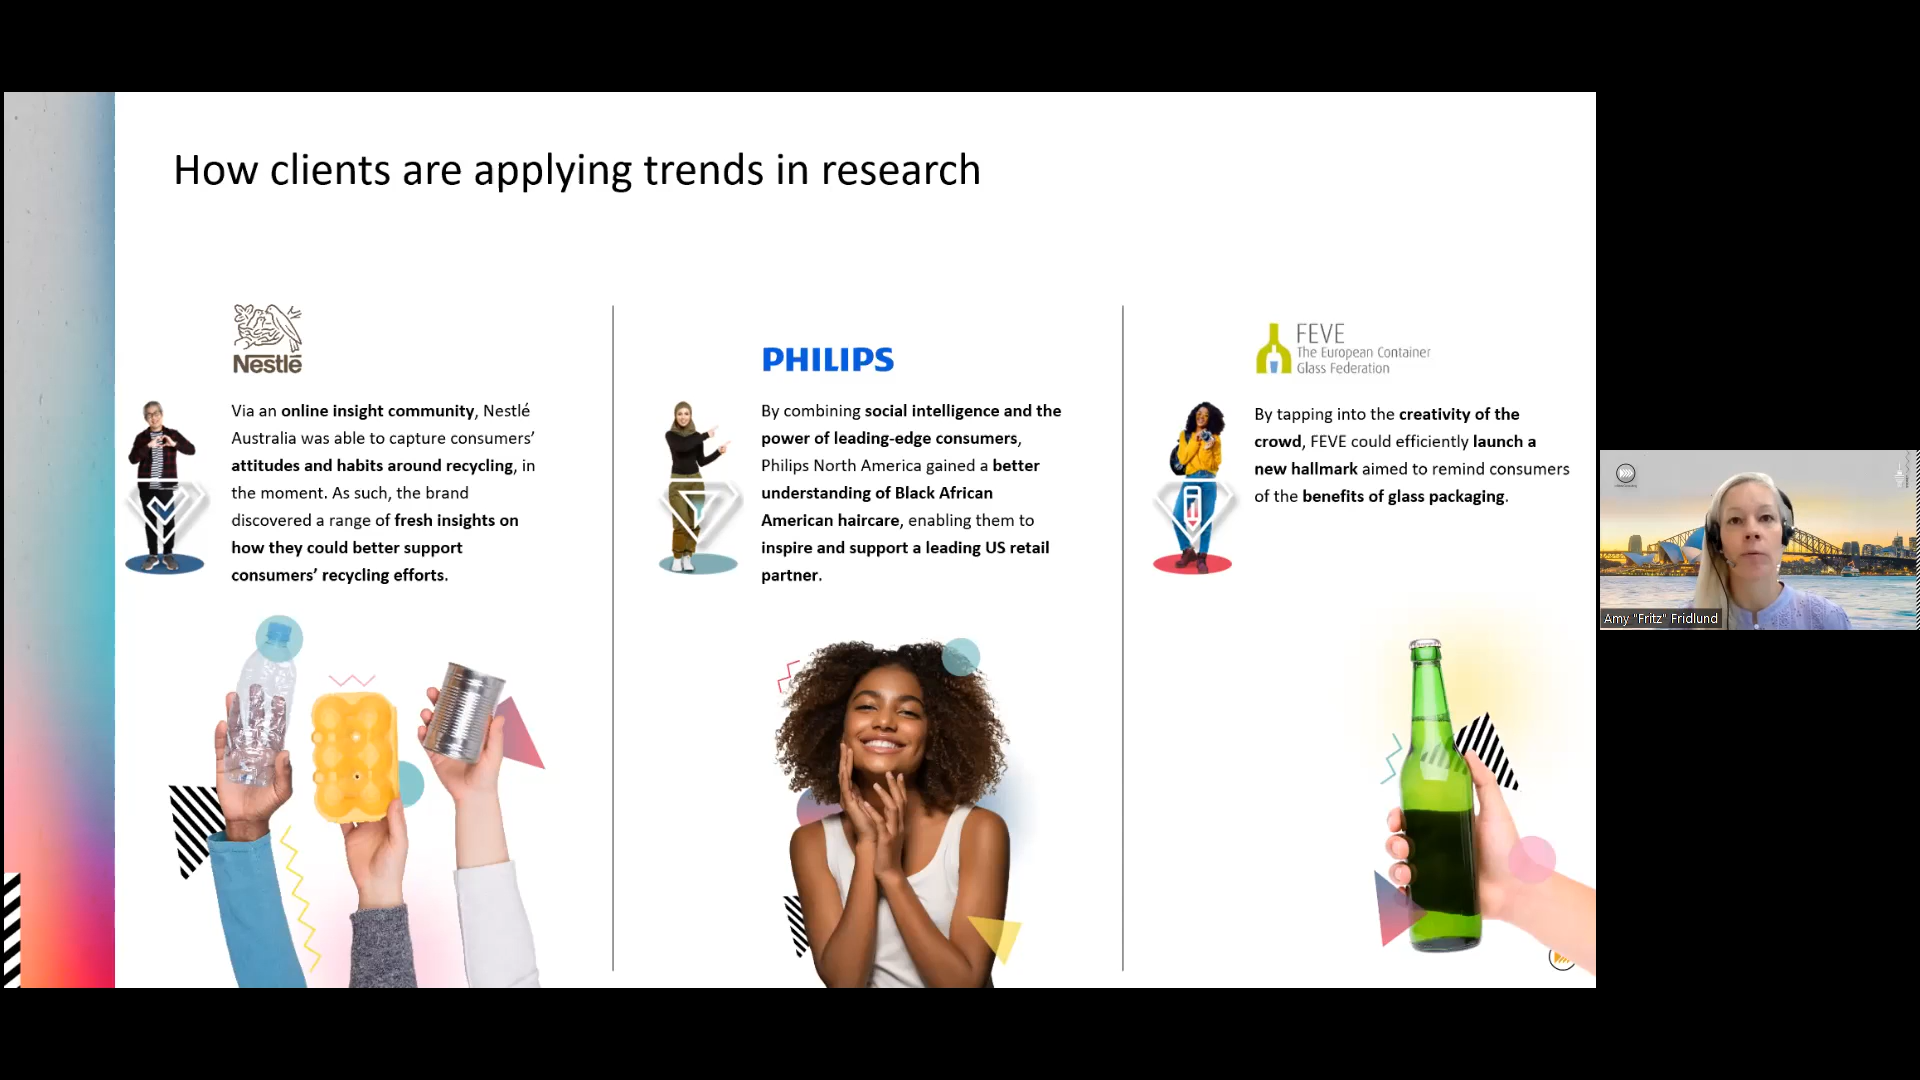 How clients are applying trends in research
Nestlé
Via an online insight community, Nestlé
Australia was able to capture consumers’
attitudes and habits around recycling, in
the moment. As such, the brand
discovered a range of fresh insights on
how they could better support
consumers’ recycling efforts.
PHILIPS
By combining social intelligence and the
power of leading-edge consumers,
Philips North America gained a better
understanding of Black African
American haircare, enabling them to
inspire and support a leading US retail
partner.
FEVE
The European Container
Glass Federation
By tapping into the creativity of the
crowd, FEVE could efficiently launch a
new hallmark aimed to remind consumers
of the benefits of glass packaging.
Amy "Fritz" Fridlund